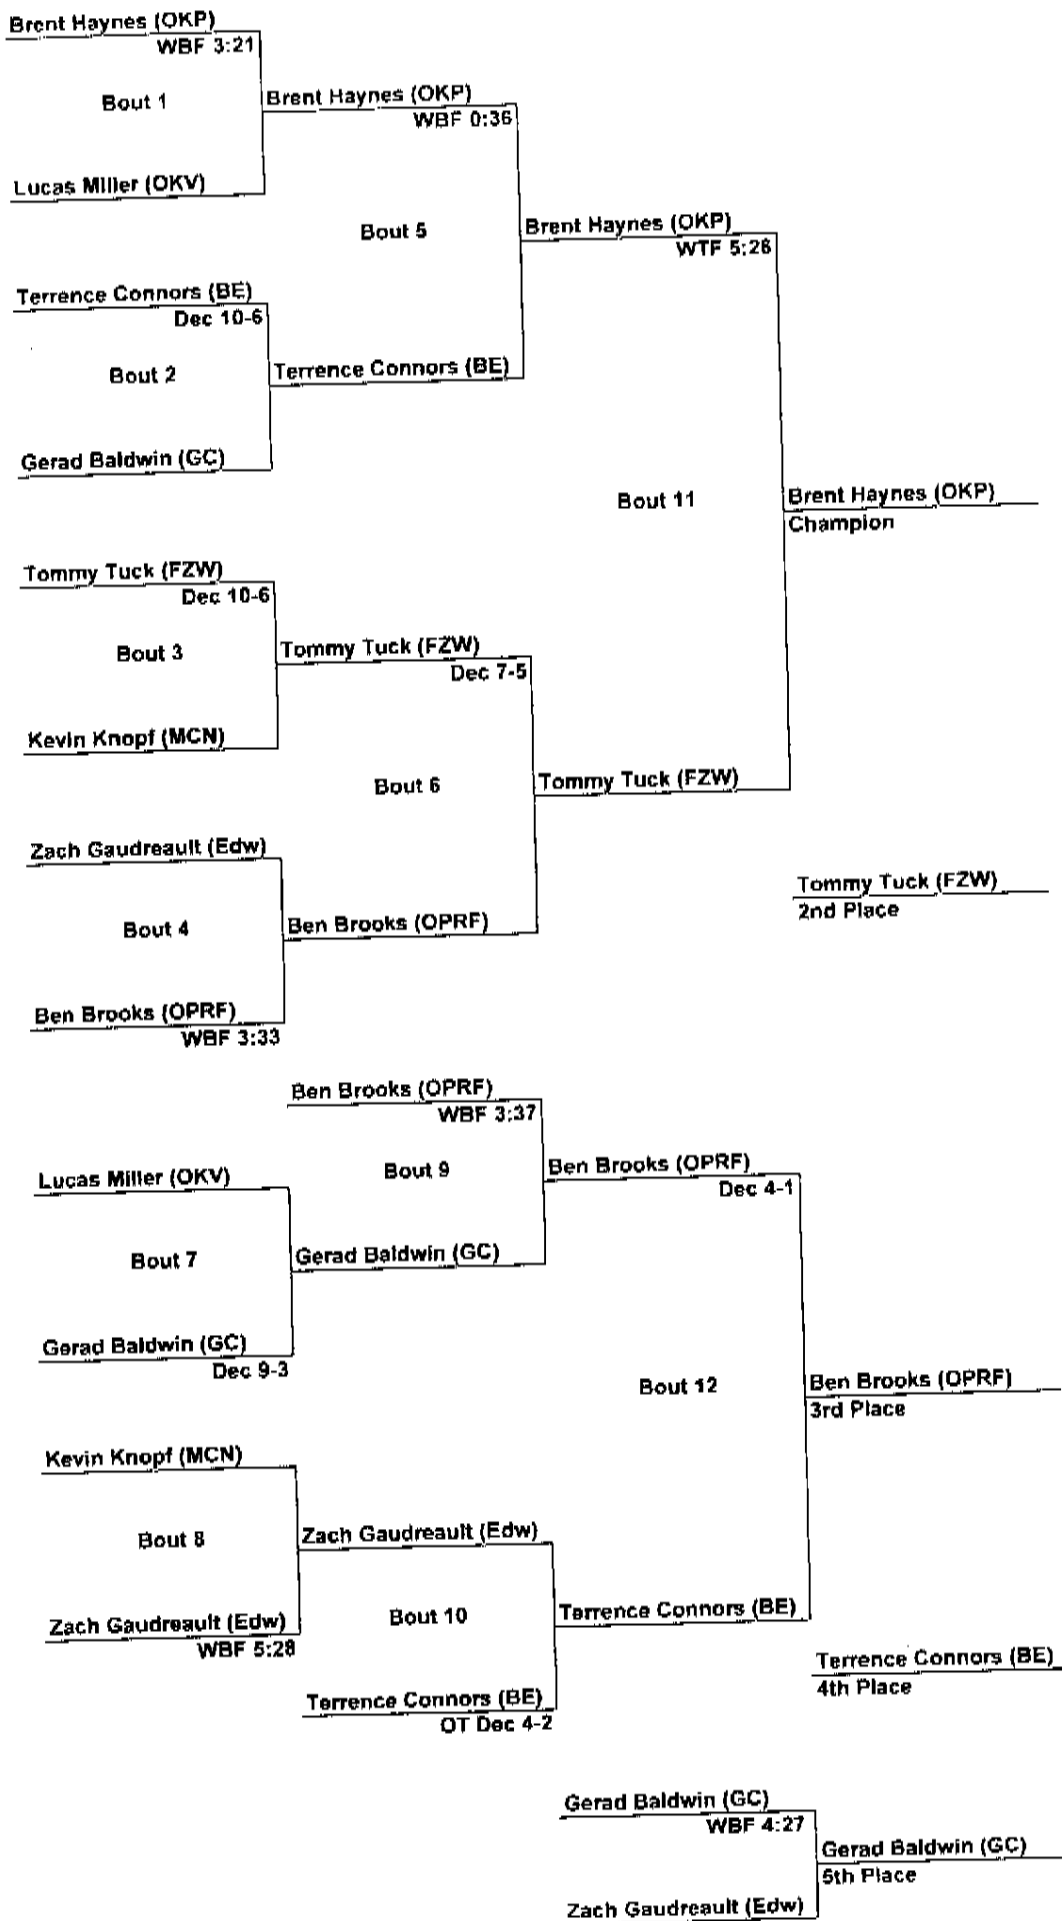 Brent Haynes (OKP)
WBF 3:21
Bout 1
Brent Haynes (OKP)
WBF 0:36
Lucas Miller (OKV)
Bout 5
Brent Haynes (OKP)
WTF 5:26
Terrence Connors (BE)
Dec 10-6
Bout 2
Terrence Connors (BE)
Gerad Baldwin (GC)
Bout 11
Brent Haynes (OKP)
Champion
Tommy Tuck (FZW)
Dec 10-6
Bout 3
Tommy Tuck (FZW)
Dec 7-5
Kevin Knopf (MCN)
Bout 6
Tommy Tuck (FZW)
Zach Gaudreault (Edw)
Tommy Tuck (FZW)
2nd Place
Bout 4
Ben Brooks (OPRF)
Ben Brooks (OPRF)
WBF 3:33
Ben Brooks (OPRF)
WBF 3:37
Lucas Miller (OKV)
Bout 9
Ben Brooks (OPRF)
Dec 4-1
Bout 7
Gerad Baldwin (GC)
Gerad Baldwin (GC)
Dec 9-3
Bout 12
Ben Brooks (OPRF)
3rd Place
Kevin Knopf (MCN)
Bout 8
Zach Gaudreault (Edw)
Zach Gaudreault (Edw)
WBF 5:28
Bout 10
Terrence Connors (BE)
Terrence Connors (BE)
4th Place
Terrence Connors (BE)
OT Dec 4-2
Gerad Baldwin (GC)
WBF 4:27
Gerad Baldwin (GC)
5th Place
Zach Gaudreault (Edw)